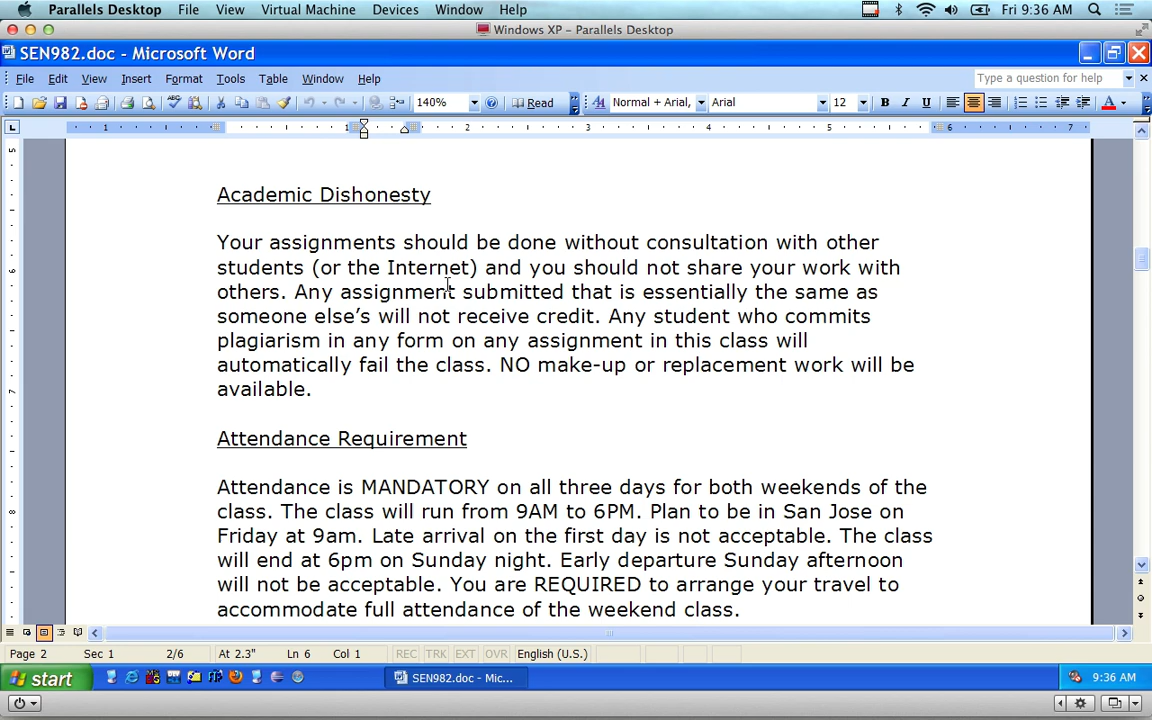 Parallels Desktop File View Virtual Machine Devices Window Help Fri 9:36 AM
Windows XP – Parallels Desktop
SEN982.doc - Microsoft Word
File Edit View Insert Format Tools Table Window Help Type a question for help
140% Read Normal + Arial, Arial 12 B I U A
1 1 2 3 4 5 6 7
Academic Dishonesty
Your assignments should be done without consultation with other
students (or the Internet) and you should not share your work with
others. Any assignment submitted that is essentially the same as
someone else’s will not receive credit. Any student who commits
plagiarism in any form on any assignment in this class will
automatically fail the class. NO make-up or replacement work will be
available.
Attendance Requirement
Attendance is MANDATORY on all three days for both weekends of the
class. The class will run from 9AM to 6PM. Plan to be in San Jose on
Friday at 9am. Late arrival on the first day is not acceptable. The class
will end at 6pm on Sunday night. Early departure Sunday afternoon
will not be acceptable. You are REQUIRED to arrange your travel to
accommodate full attendance of the weekend class.
Page 2 Sec 1 2/6 At 2.3" Ln 6 Col 1 REC TRK EXT OVR English (U.S.)
start SEN982.doc - Mic... 9:36 AM